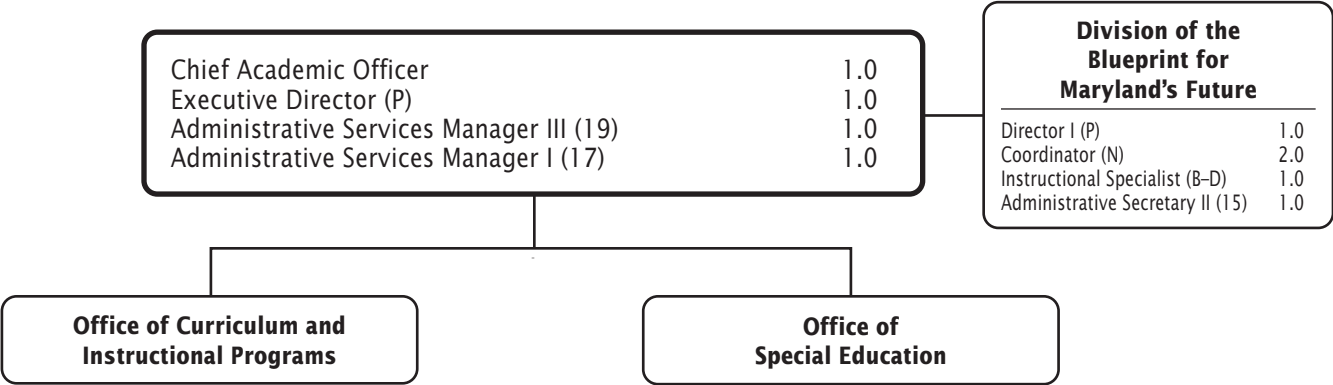 Chief Academic Officer 1.0
Executive Director (P) 1.0
Administrative Services Manager III (19) 1.0
Administrative Services Manager I (17) 1.0
Division of the
Blueprint for
Maryland’s Future
Director I (P) 1.0
Coordinator (N) 2.0
Instructional Specialist (B–D) 1.0
Administrative Secretary II (15) 1.0
Office of Curriculum and
Instructional Programs
Office of
Special Education